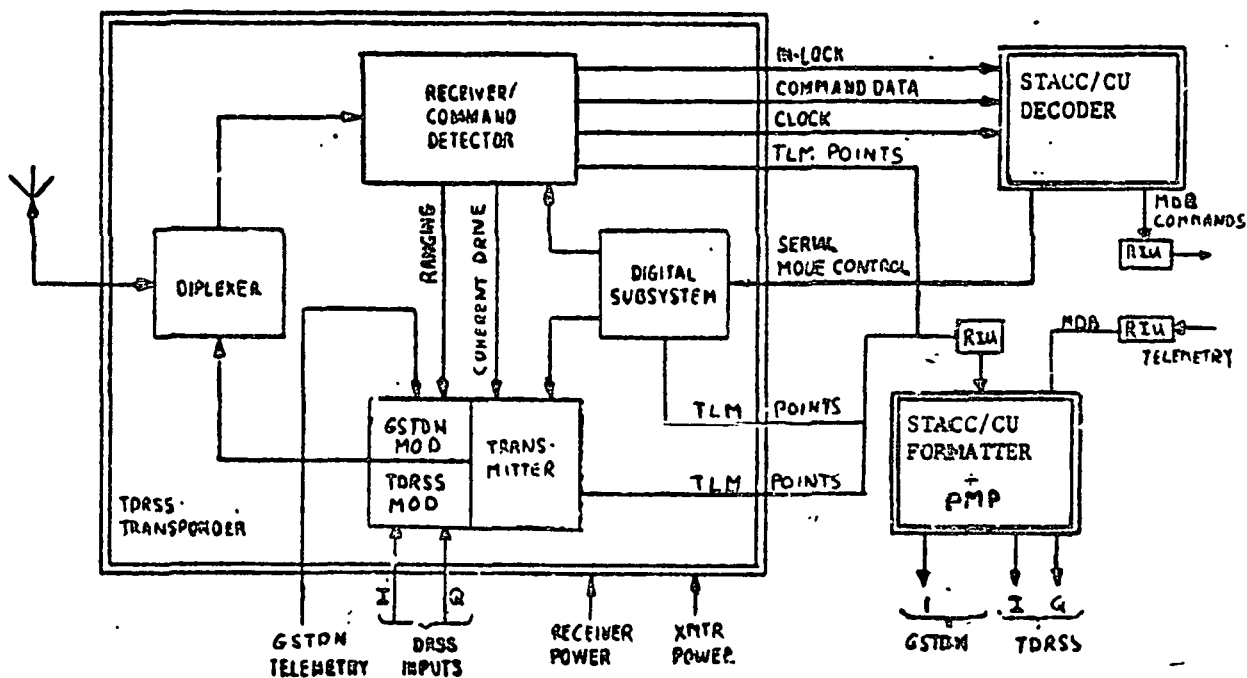 IN-LOCK
COMMAND DATA
CLOCK
TLM POINTS
RECEIVER/
COMMAND
DETECTOR
STACC/CU
DECODER
MDB
COMMANDS
RIU
RANGING
COHERENT DRIVE
DIPLEXER
DIGITAL
SUBSYSTEM
SERIAL
MODE CONTROL
RIU
MDB
RIU
TELEMETRY
GSTDN
MOD
TDRSS
MOD
TRANS-
MITTER
TLM POINTS
TLM POINTS
STACC/CU
FORMATTER
+
PMP
TDRSS
TRANSPONDER
I
Q
GSTDN
TELEMETRY
DRSS
INPUTS
RECEIVER
POWER
XMTR
POWER
I
I
Q
GSTDN
TDRSS